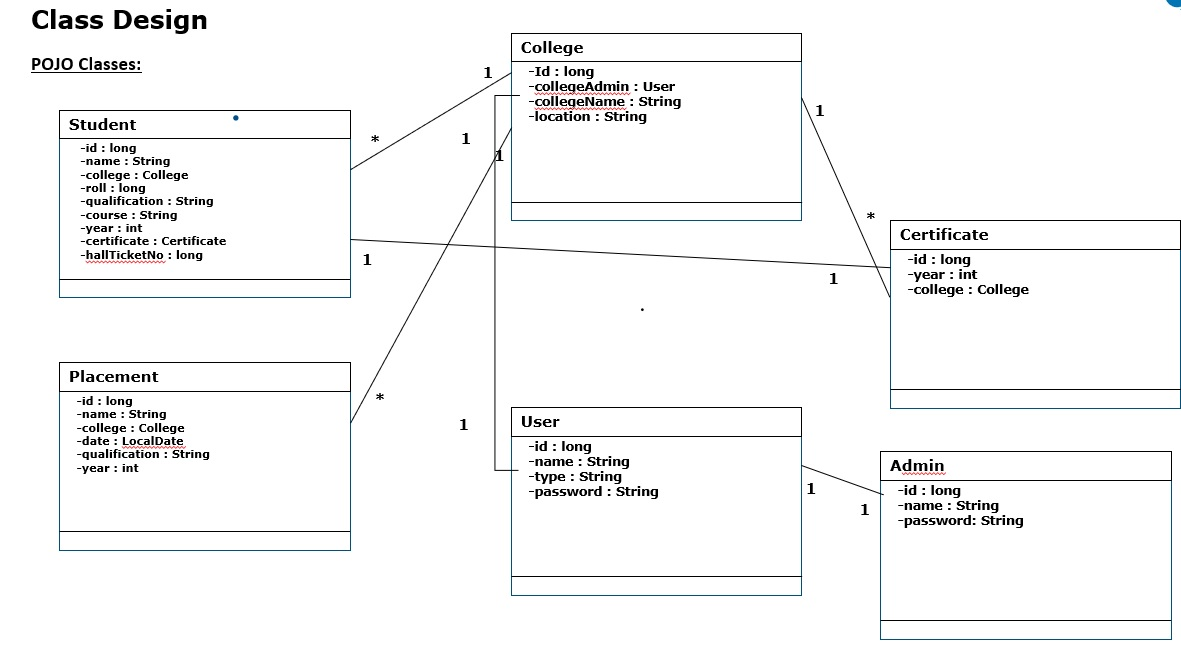 Class Design
POJO Classes:
College
-Id : long
-collegeAdmin : User
-collegeName : String
-location : String
1
*
1
1
1
*
Student
-id : long
-name : String
-college : College
-roll : long
-qualification : String
-course : String
-year : int
-certificate : Certificate
-hallTicketNo : long
1
1
Certificate
-id : long
-year : int
-college : College
Placement
-id : long
-name : String
-college : College
-date : LocalDate
-qualification : String
-year : int
*
1
User
-id : long
-name : String
-type : String
-password : String
1
1
Admin
-id : long
-name : String
-password: String